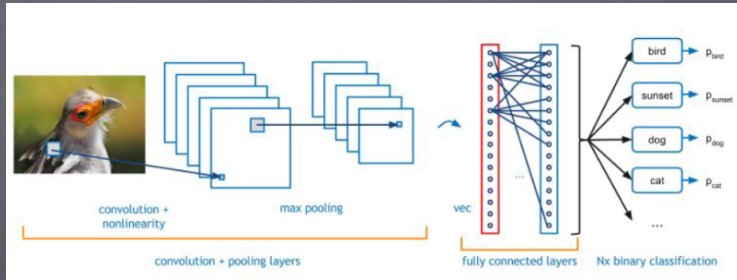 bird
p_bird
sunset
p_sunset
dog
p_dog
cat
p_cat
...
...
convolution +
nonlinearity
max pooling
vec
convolution + pooling layers
fully connected layers
Nx binary classification